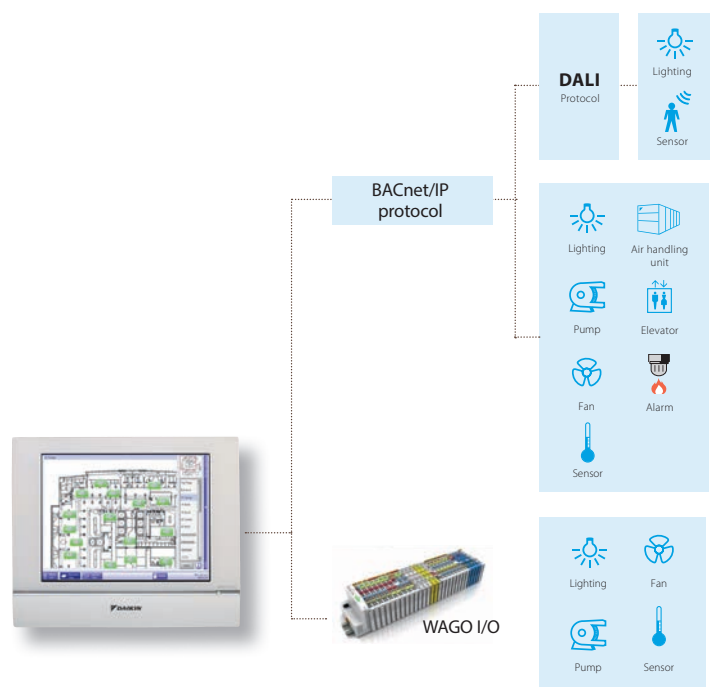 DALI
Protocol
Lighting
Sensor
BACnet/IP
protocol
Lighting
Air handling
unit
Pump
Elevator
Fan
Alarm
Sensor
DAIKIN
WAGO I/O
Lighting
Fan
Pump
Sensor